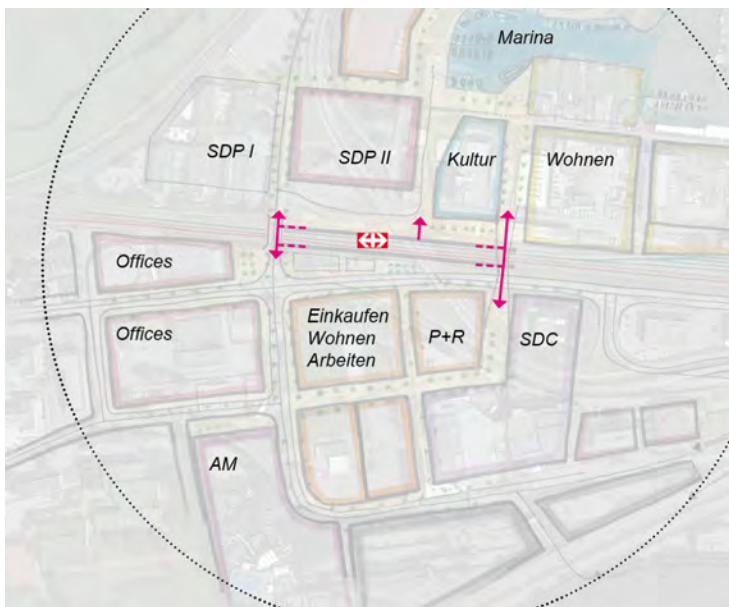 Marina
SDP I
SDP II
Kultur
Wohnen
Offices
Offices
Einkaufen
Wohnen
Arbeiten
P+R
SDC
AM